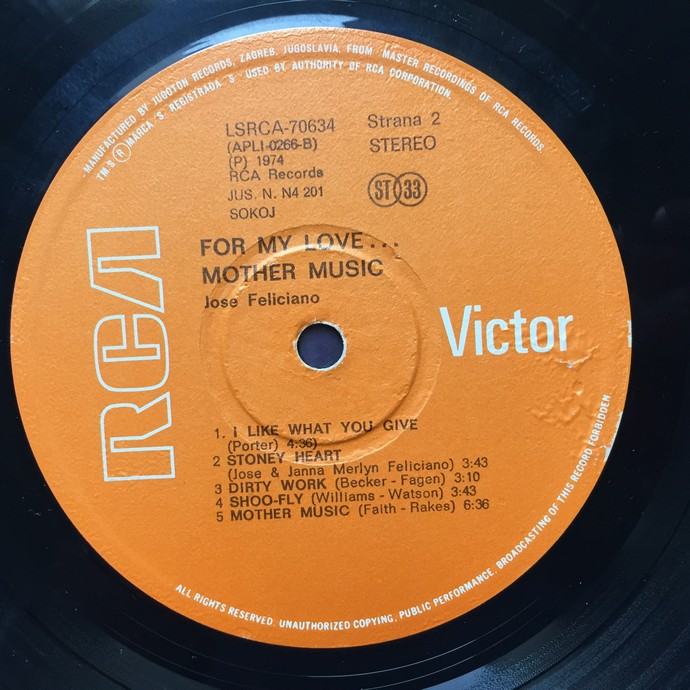 MANUFACTURED BY JUGOTON RECORDS, ZAGREB, JUGOSLAVIA, FROM MASTER RECORDINGS OF RCA RECORDS.
TM.S ® MARCA 'S' REGISTRADA 'S' USED BY AUTHORITY OF RCA CORPORATION.
LSRCA-70634 Strana 2
(APLI-0266-B) STEREO
(P) 1974
RCA Records
JUS. N. N4 201 ST 33
SOKOJ
FOR MY LOVE...
MOTHER MUSIC
Jose Feliciano
RCA
Victor
1. I LIKE WHAT YOU GIVE
(Porter) 4:36)
2 STONEY HEART
(Jose & Janna Merlyn Feliciano) 3:43
3 DIRTY WORK (Becker - Fagen) 3:10
4 SHOO-FLY (Williams - Watson) 3:43
5 MOTHER MUSIC (Faith - Rakes) 6:36
ALL RIGHTS RESERVED. UNAUTHORIZED COPYING, PUBLIC PERFORMANCE, BROADCASTING OF THIS RECORD FORBIDDEN